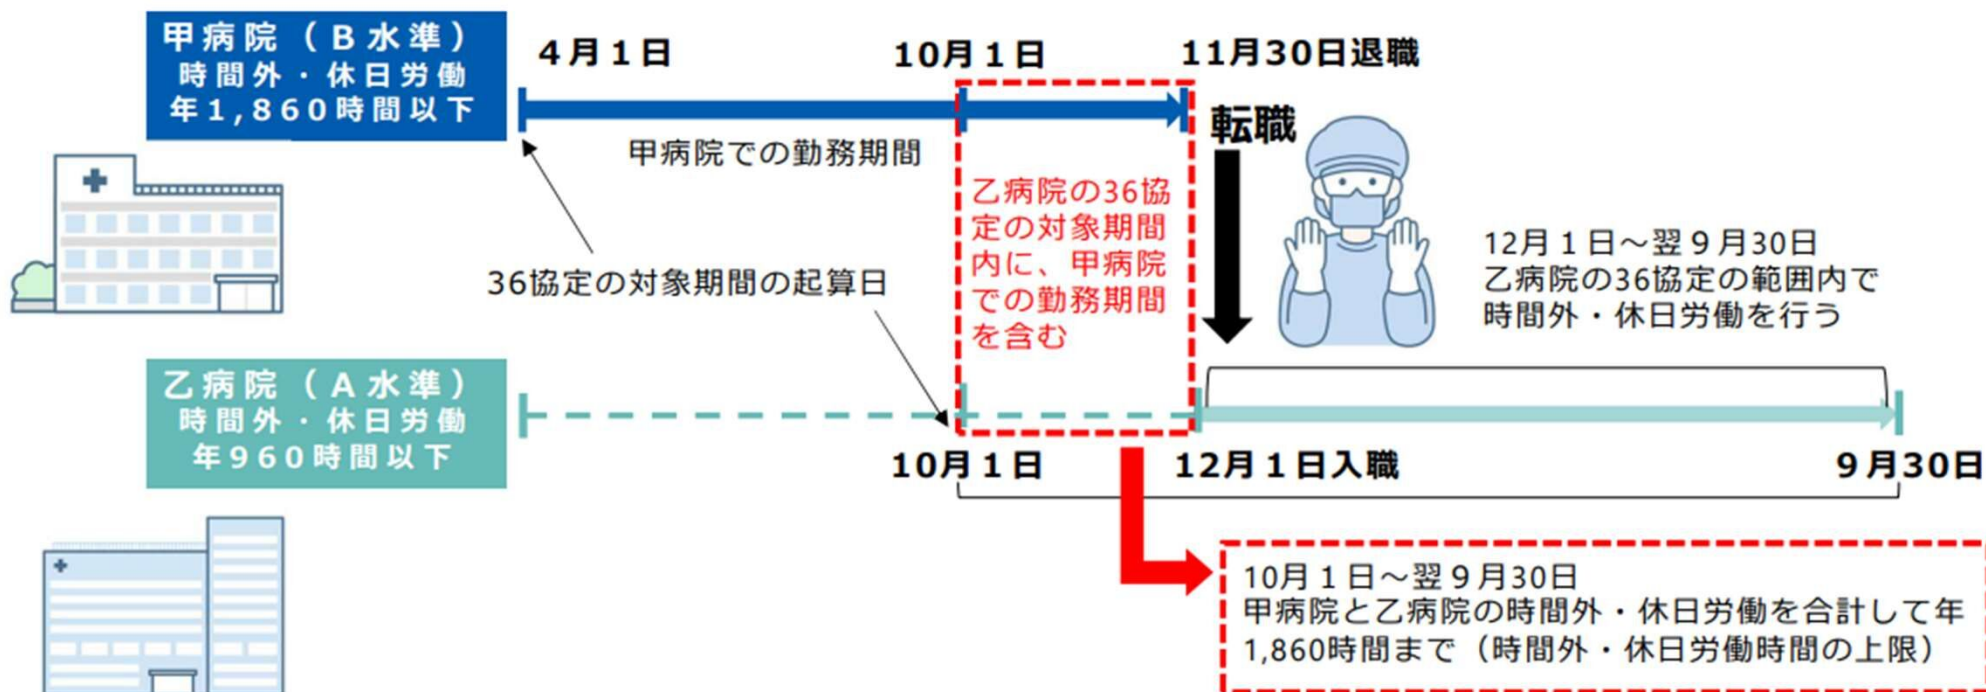 甲病院（B水準）
時間外・休日労働
年1,860時間以下
4月1日
10月1日
11月30日退職
甲病院での勤務期間
転職
36協定の対象期間の起算日
乙病院の36協
定の対象期間
内に、甲病院
での勤務期間
を含む
12月1日～翌9月30日
乙病院の36協定の範囲内で
時間外・休日労働を行う
乙病院（A水準）
時間外・休日労働
年960時間以下
10月1日
12月1日入職
9月30日
10月1日～翌9月30日
甲病院と乙病院の時間外・休日労働を合計して年
1,860時間まで（時間外・休日労働時間の上限）